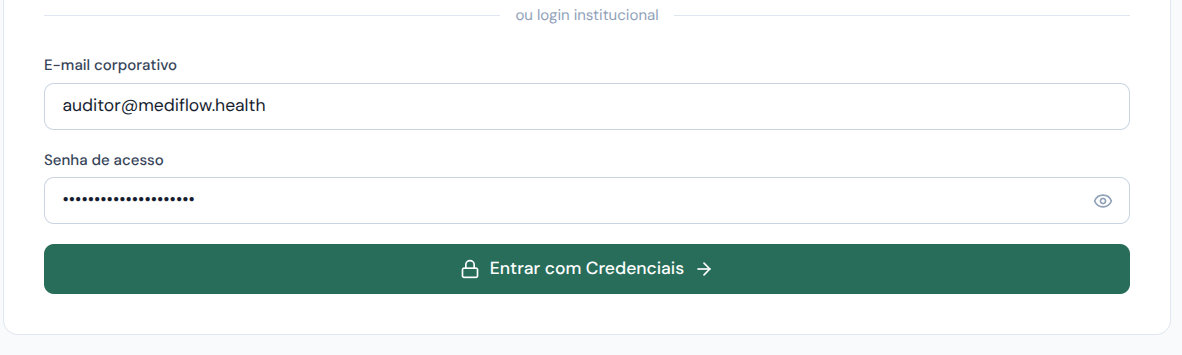 ou login institucional
E-mail corporativo
auditor@mediflow.health
Senha de acesso
•••••••••••••••••••••
Entrar com Credenciais →